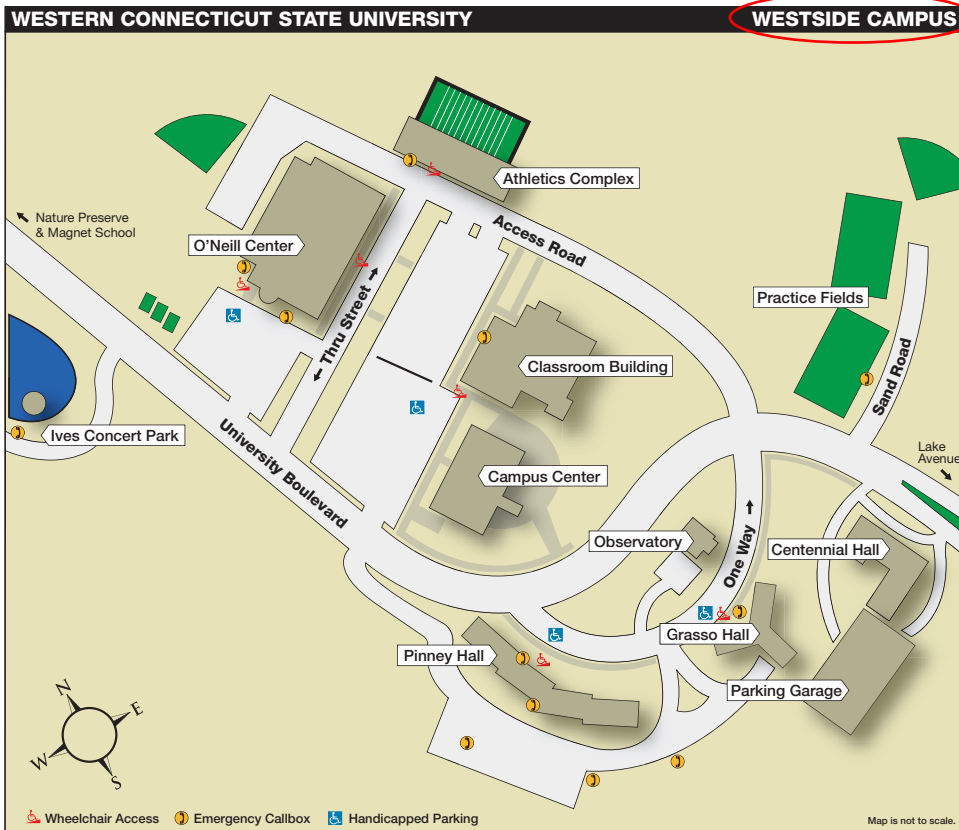 WESTERN CONNECTICUT STATE UNIVERSITY
WESTSIDE CAMPUS
Athletics Complex
Nature Preserve
& Magnet School
O'Neill Center
Access Road
Practice Fields
Thru Street
Classroom Building
Sand Road
Ives Concert Park
University Boulevard
Campus Center
Lake
Avenue
Observatory
One Way
Centennial Hall
Grasso Hall
Pinney Hall
Parking Garage
N
E
W
S
Wheelchair Access
Emergency Callbox
Handicapped Parking
Map is not to scale.